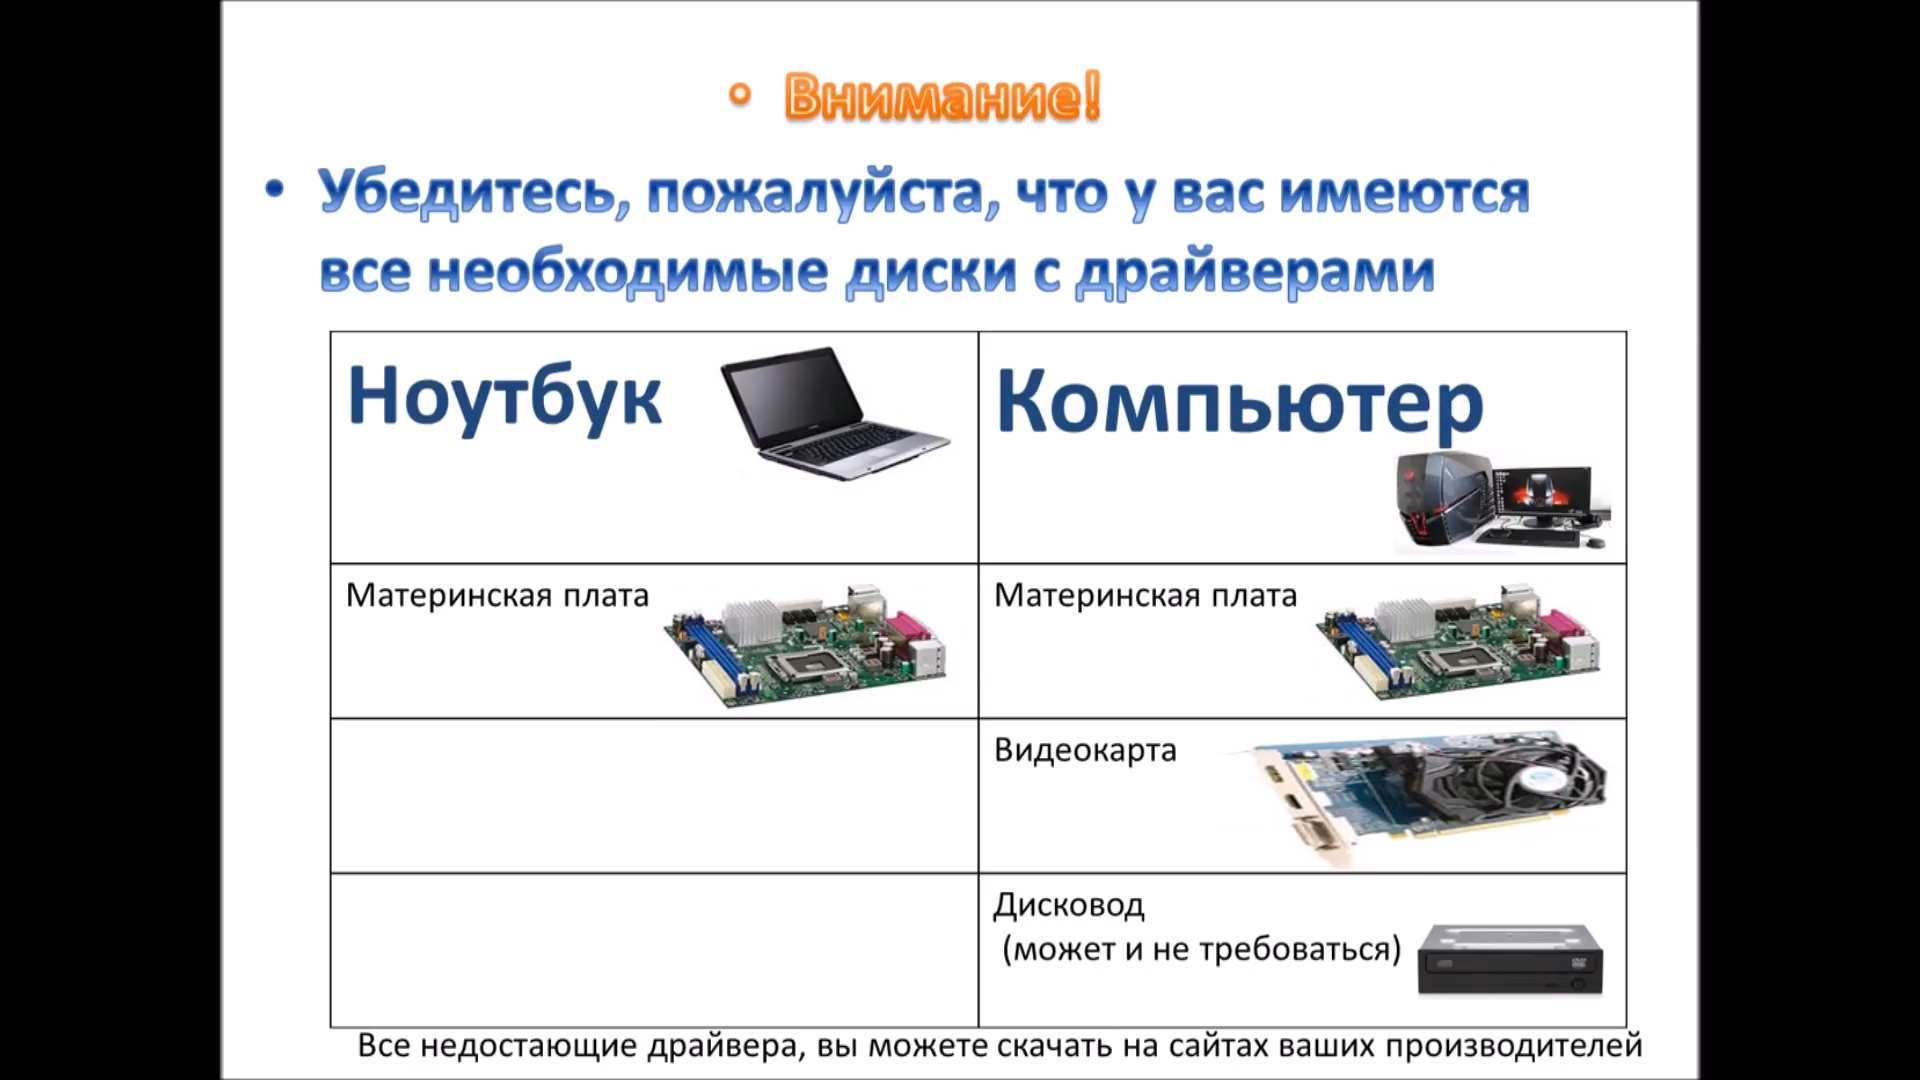 • Внимание!
• Убедитесь, пожалуйста, что у вас имеются
все необходимые диски с драйверами
Ноутбук
Компьютер
Материнская плата
Материнская плата
Видеокарта
Дисковод
(может и не требоваться)
Все недостающие драйвера, вы можете скачать на сайтах ваших производителей